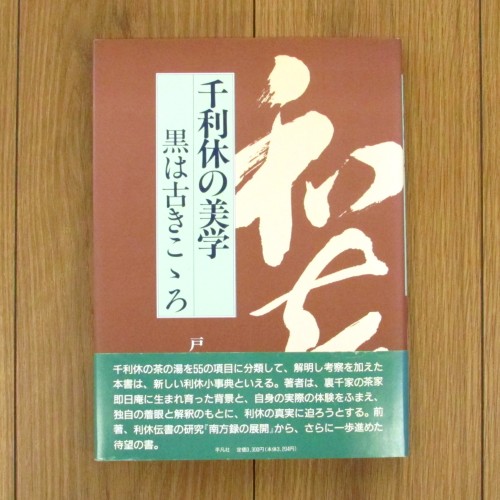 千利休の美学
黒は古きこゝろ
戸
千利休の茶の湯を55の項目に分類して、解明し考察を加えた
本書は、新しい利休小事典といえる。著者は、裏千家の茶家
即日庵に生まれ育った背景と、自身の実際の体験をふまえ、
独自の着眼と解釈のもとに、利休の真実に迫ろうとする。前
著、利休伝書の研究『南方録の展開』から、さらに一歩進めた
待望の書。
平凡社